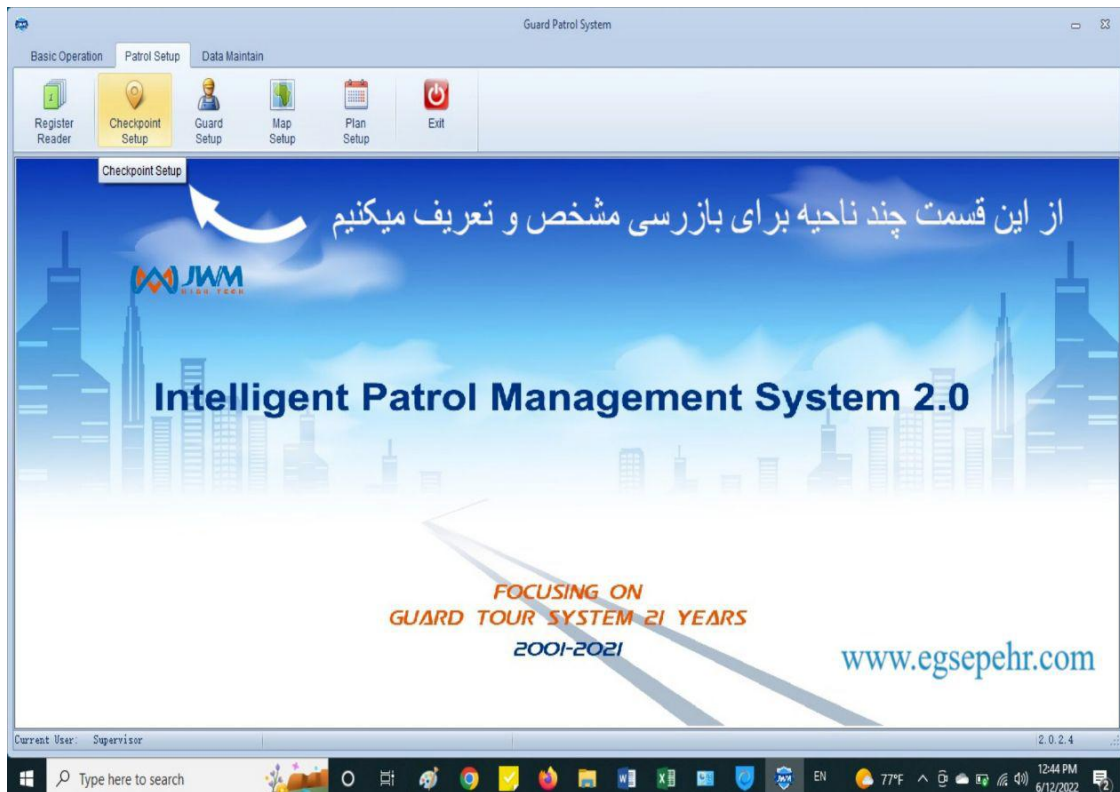 Guard Patrol System
Basic Operation Patrol Setup Data Maintain
Register Reader
Checkpoint Setup
Guard Setup
Map Setup
Plan Setup
Exit
Checkpoint Setup
از این قسمت چند ناحیه برای بازرسی مشخص و تعریف میکنیم
JWM
HIGH TECH
Intelligent Patrol Management System 2.0
FOCUSING ON
GUARD TOUR SYSTEM 21 YEARS
2001-2021
www.egsepehr.com
Current User: Supervisor 2.0.2.4
Type here to search EN 77°F 12:44 PM
6/12/2022